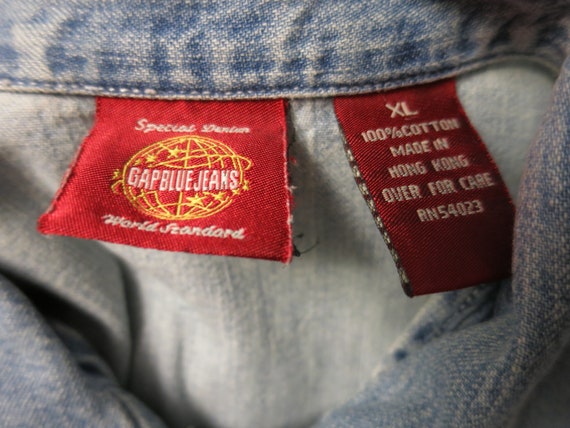 Special Denim
GAPBLUEJEANS
World Standard
XL
100%COTTON
MADE IN
HONG KONG
OVER FOR CARE
RN54023